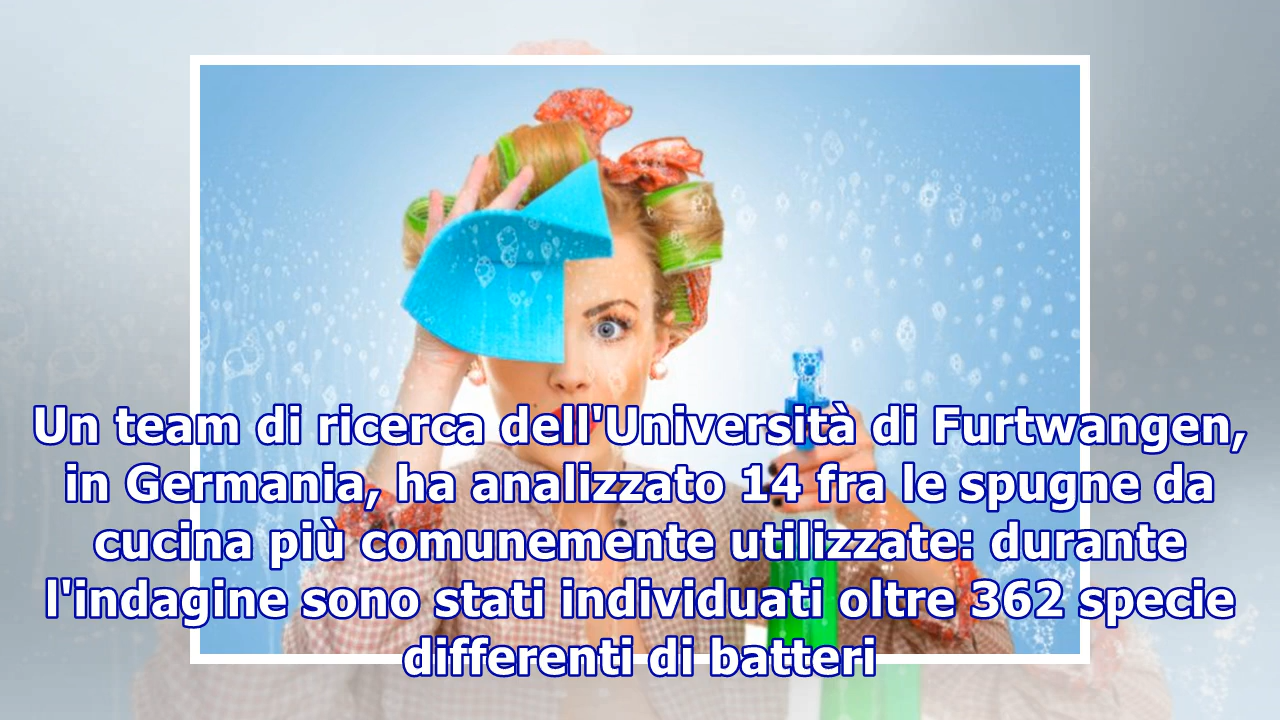 Un team di ricerca dell'Università di Furtwangen,
in Germania, ha analizzato 14 fra le spugne da
cucina più comunemente utilizzate: durante
l'indagine sono stati individuati oltre 362 specie
differenti di batteri